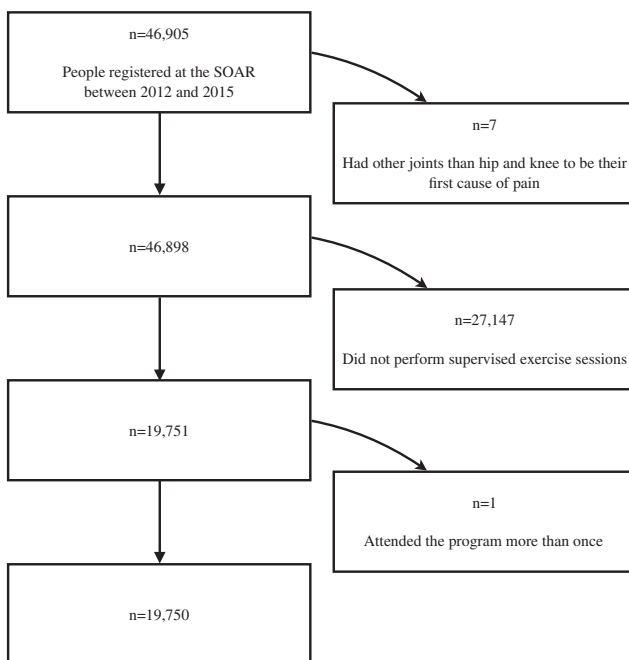 n=46,905
People registered at the SOAR
between 2012 and 2015
n=7
Had other joints than hip and knee to be their
first cause of pain
n=46,898
n=27,147
Did not perform supervised exercise sessions
n=19,751
n=1
Attended the program more than once
n=19,750